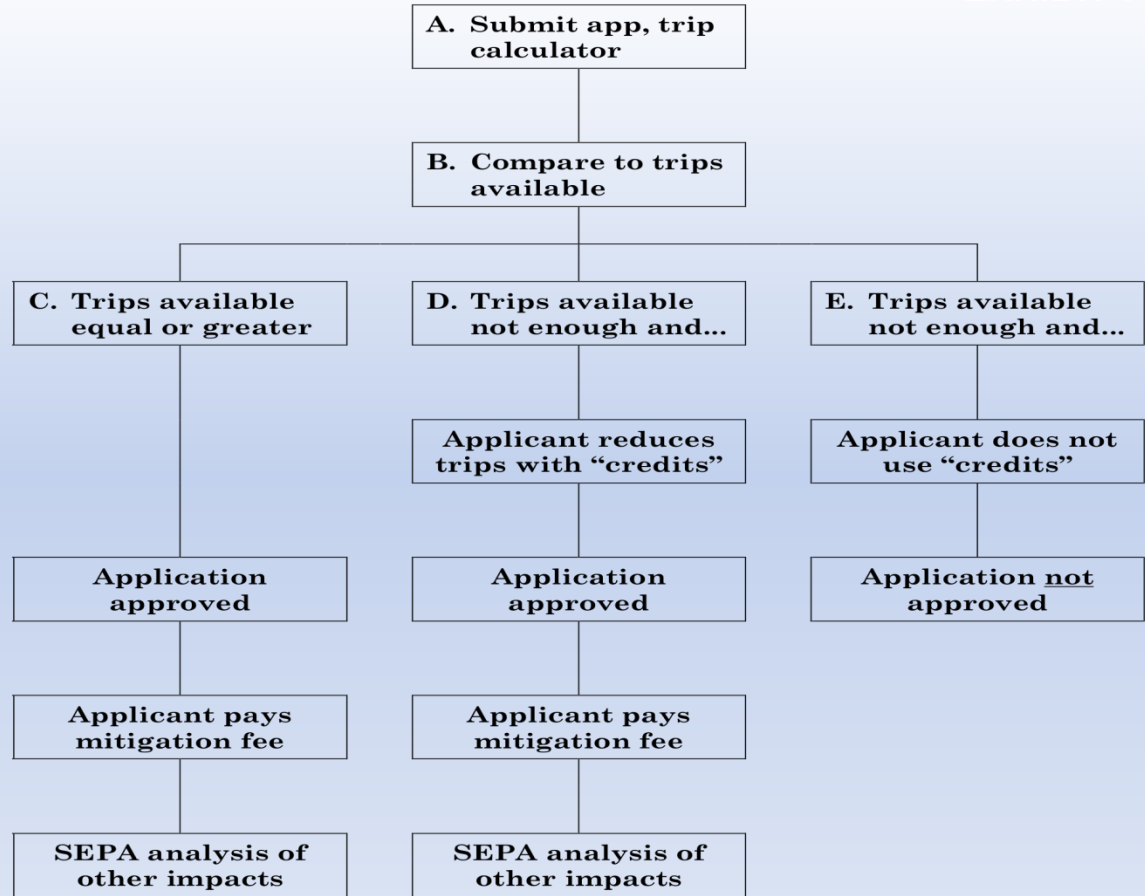 A. Submit app, trip
calculator
B. Compare to trips
available
C. Trips available
equal or greater
D. Trips available
not enough and...
E. Trips available
not enough and...
Applicant reduces
trips with “credits”
Applicant does not
use “credits”
Application
approved
Application
approved
Application not
approved
Applicant pays
mitigation fee
Applicant pays
mitigation fee
SEPA analysis of
other impacts
SEPA analysis of
other impacts